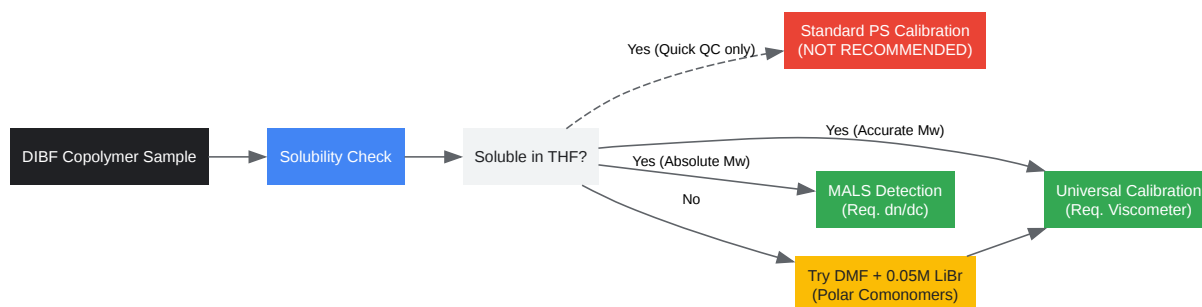 DIBF Copolymer Sample
Solubility Check
Soluble in THF?
Yes (Quick QC only)
Standard PS Calibration
(NOT RECOMMENDED)
Yes (Accurate Mw)
Yes (Absolute Mw)
MALS Detection
(Req. dn/dc)
Universal Calibration
(Req. Viscometer)
No
Try DMF + 0.05M LiBr
(Polar Comonomers)